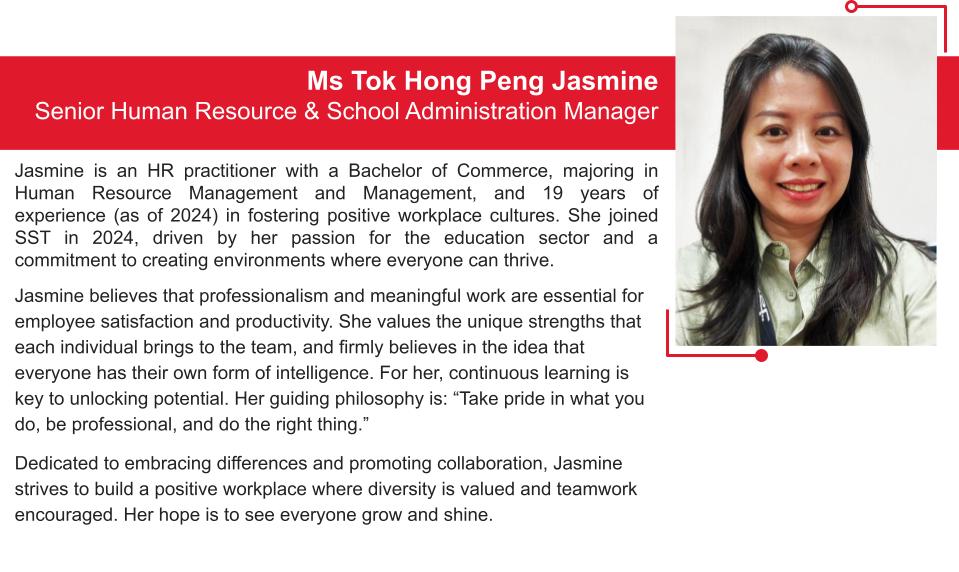 Ms Tok Hong Peng Jasmine
Senior Human Resource & School Administration Manager
Jasmine is an HR practitioner with a Bachelor of Commerce, majoring in
Human Resource Management and Management, and 19 years of
experience (as of 2024) in fostering positive workplace cultures. She joined
SST in 2024, driven by her passion for the education sector and a
commitment to creating environments where everyone can thrive.
Jasmine believes that professionalism and meaningful work are essential for
employee satisfaction and productivity. She values the unique strengths that
each individual brings to the team, and firmly believes in the idea that
everyone has their own form of intelligence. For her, continuous learning is
key to unlocking potential. Her guiding philosophy is: “Take pride in what you
do, be professional, and do the right thing.”
Dedicated to embracing differences and promoting collaboration, Jasmine
strives to build a positive workplace where diversity is valued and teamwork
encouraged. Her hope is to see everyone grow and shine.